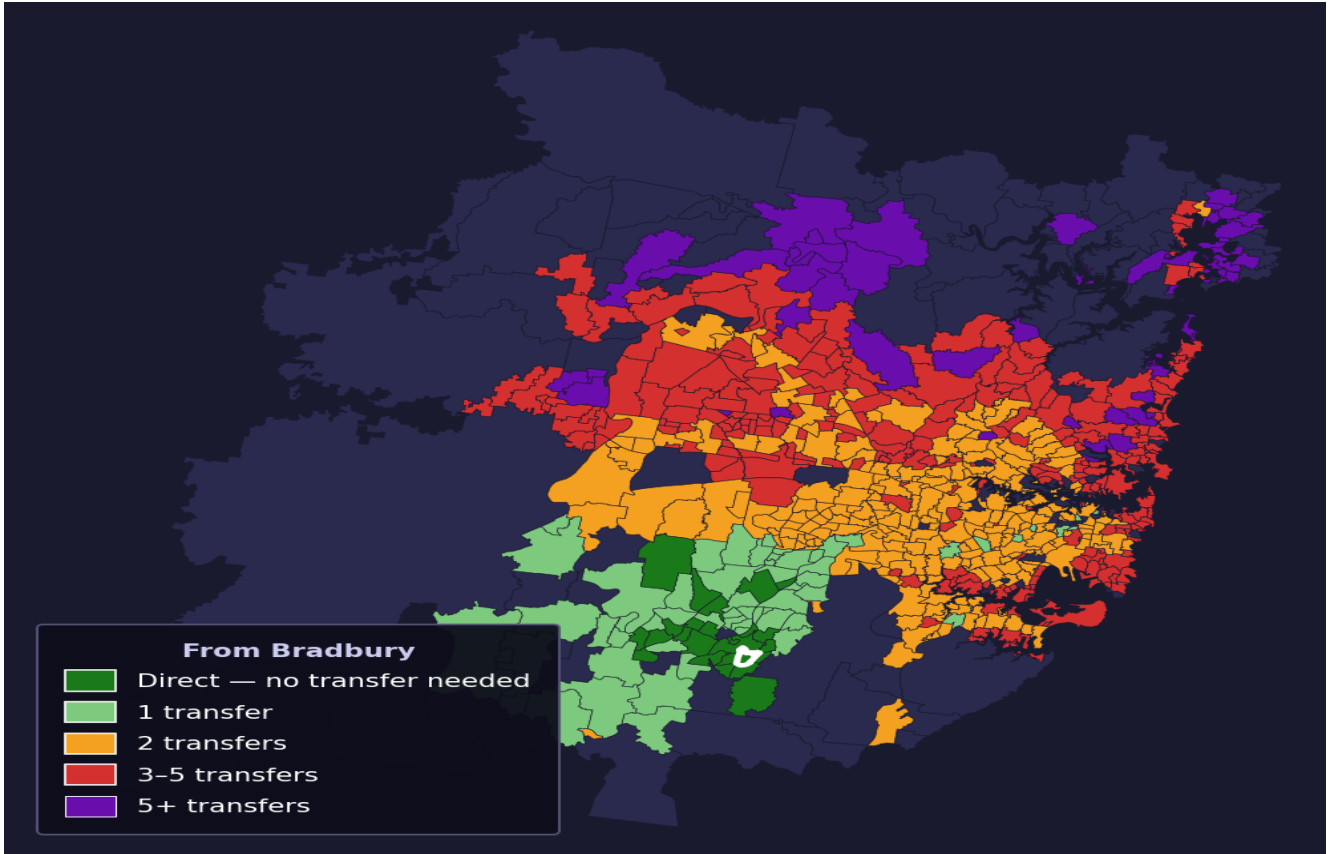 From Bradbury
Direct — no transfer needed
1 transfer
2 transfers
3–5 transfers
5+ transfers